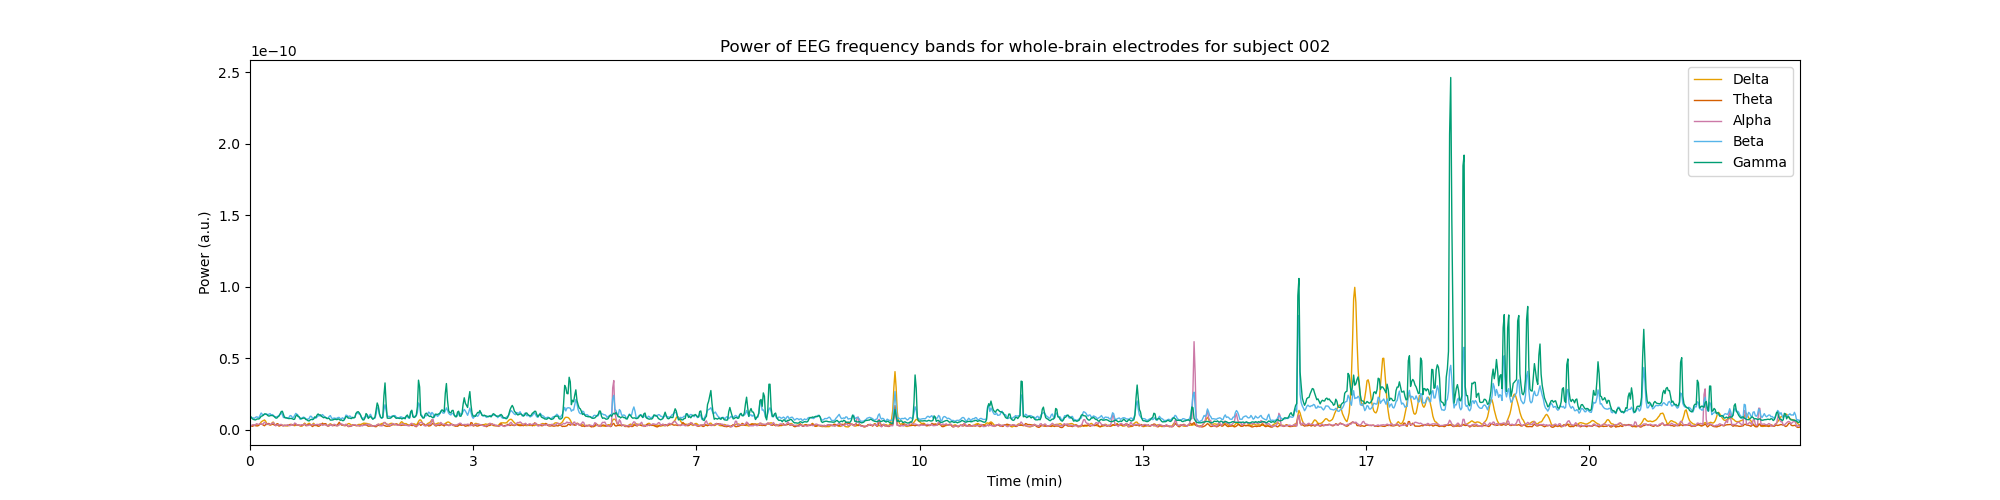 Power of EEG frequency bands for whole-brain electrodes for subject 002
1e−10
2.5
2.0
1.5
1.0
0.5
0.0
Power (a.u.)
Delta
Theta
Alpha
Beta
Gamma
0 3 7 10 13 17 20
Time (min)